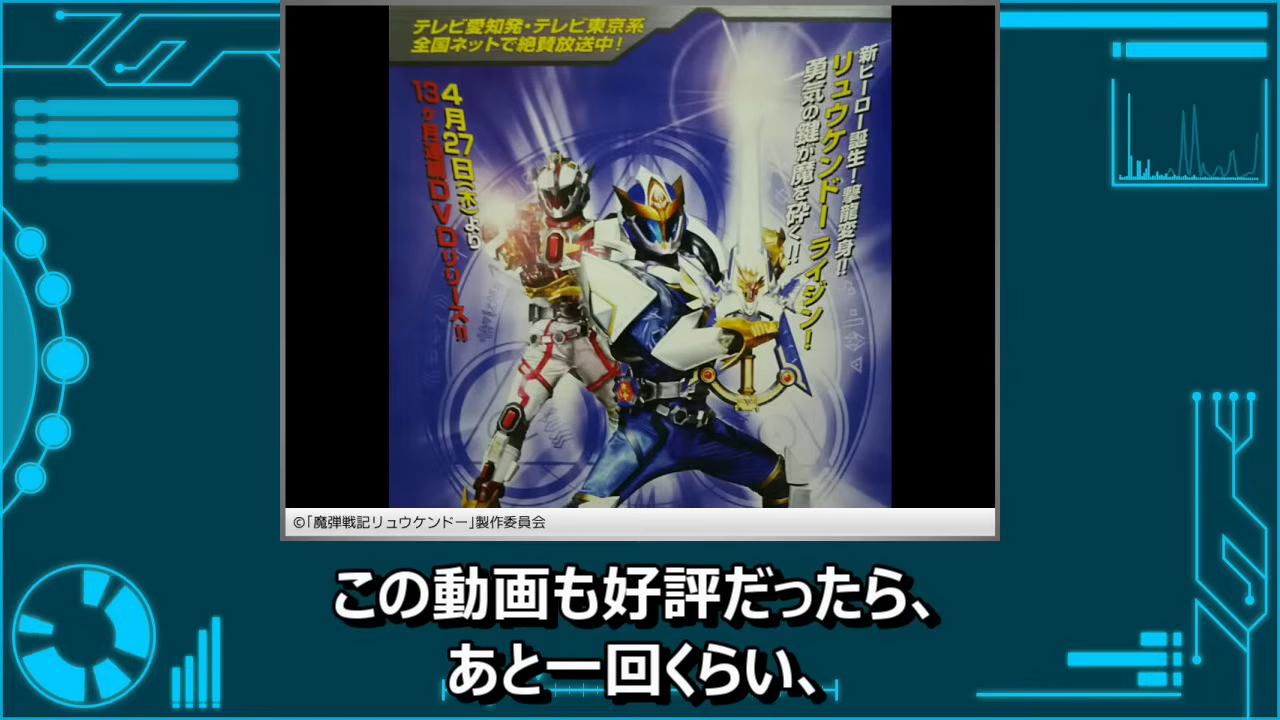 テレビ愛知発・テレビ東京系
全国ネットで絶賛放送中!
新ヒーロー誕生!撃龍変身!!
リュウケンドー ライジン!
勇気の鍵が魔を砕く!!
4月27日(木)より
13ヶ月連続DVDリリース!!
©「魔弾戦記リュウケンドー」製作委員会
この動画も好評だったら、
あと一回くらい、